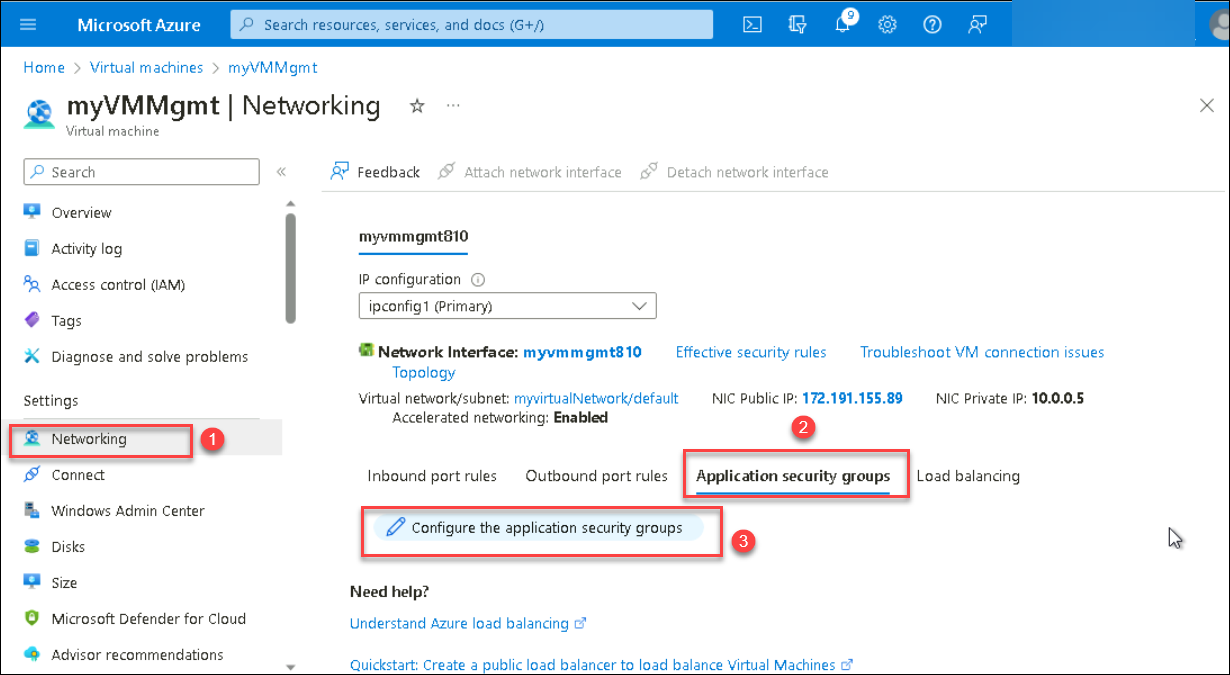 Microsoft Azure
Search resources, services, and docs (G+/)
9
Home > Virtual machines > myVMMgmt
myVMMgmt | Networking
Virtual machine
Search
Feedback
Attach network interface
Detach network interface
Overview
Activity log
Access control (IAM)
Tags
Diagnose and solve problems
Settings
Networking
1
Connect
Windows Admin Center
Disks
Size
Microsoft Defender for Cloud
Advisor recommendations
myvmmgmt810
IP configuration
ipconfig1 (Primary)
Network Interface: myvmmgmt810 Effective security rules Troubleshoot VM connection issues
Topology
Virtual network/subnet: myvirtualNetwork/default NIC Public IP: 172.191.155.89 NIC Private IP: 10.0.0.5
Accelerated networking: Enabled
2
Inbound port rules Outbound port rules Application security groups Load balancing
Configure the application security groups
3
Need help?
Understand Azure load balancing
Quickstart: Create a public load balancer to load balance Virtual Machines